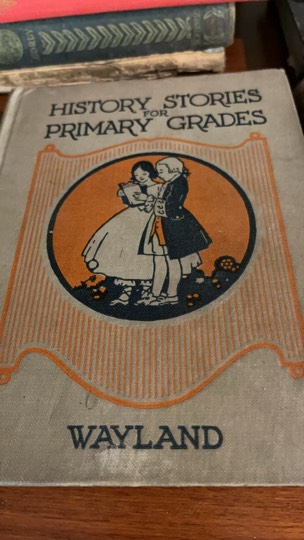 HISTORY STORIES
FOR
PRIMARY GRADES
WAYLAND